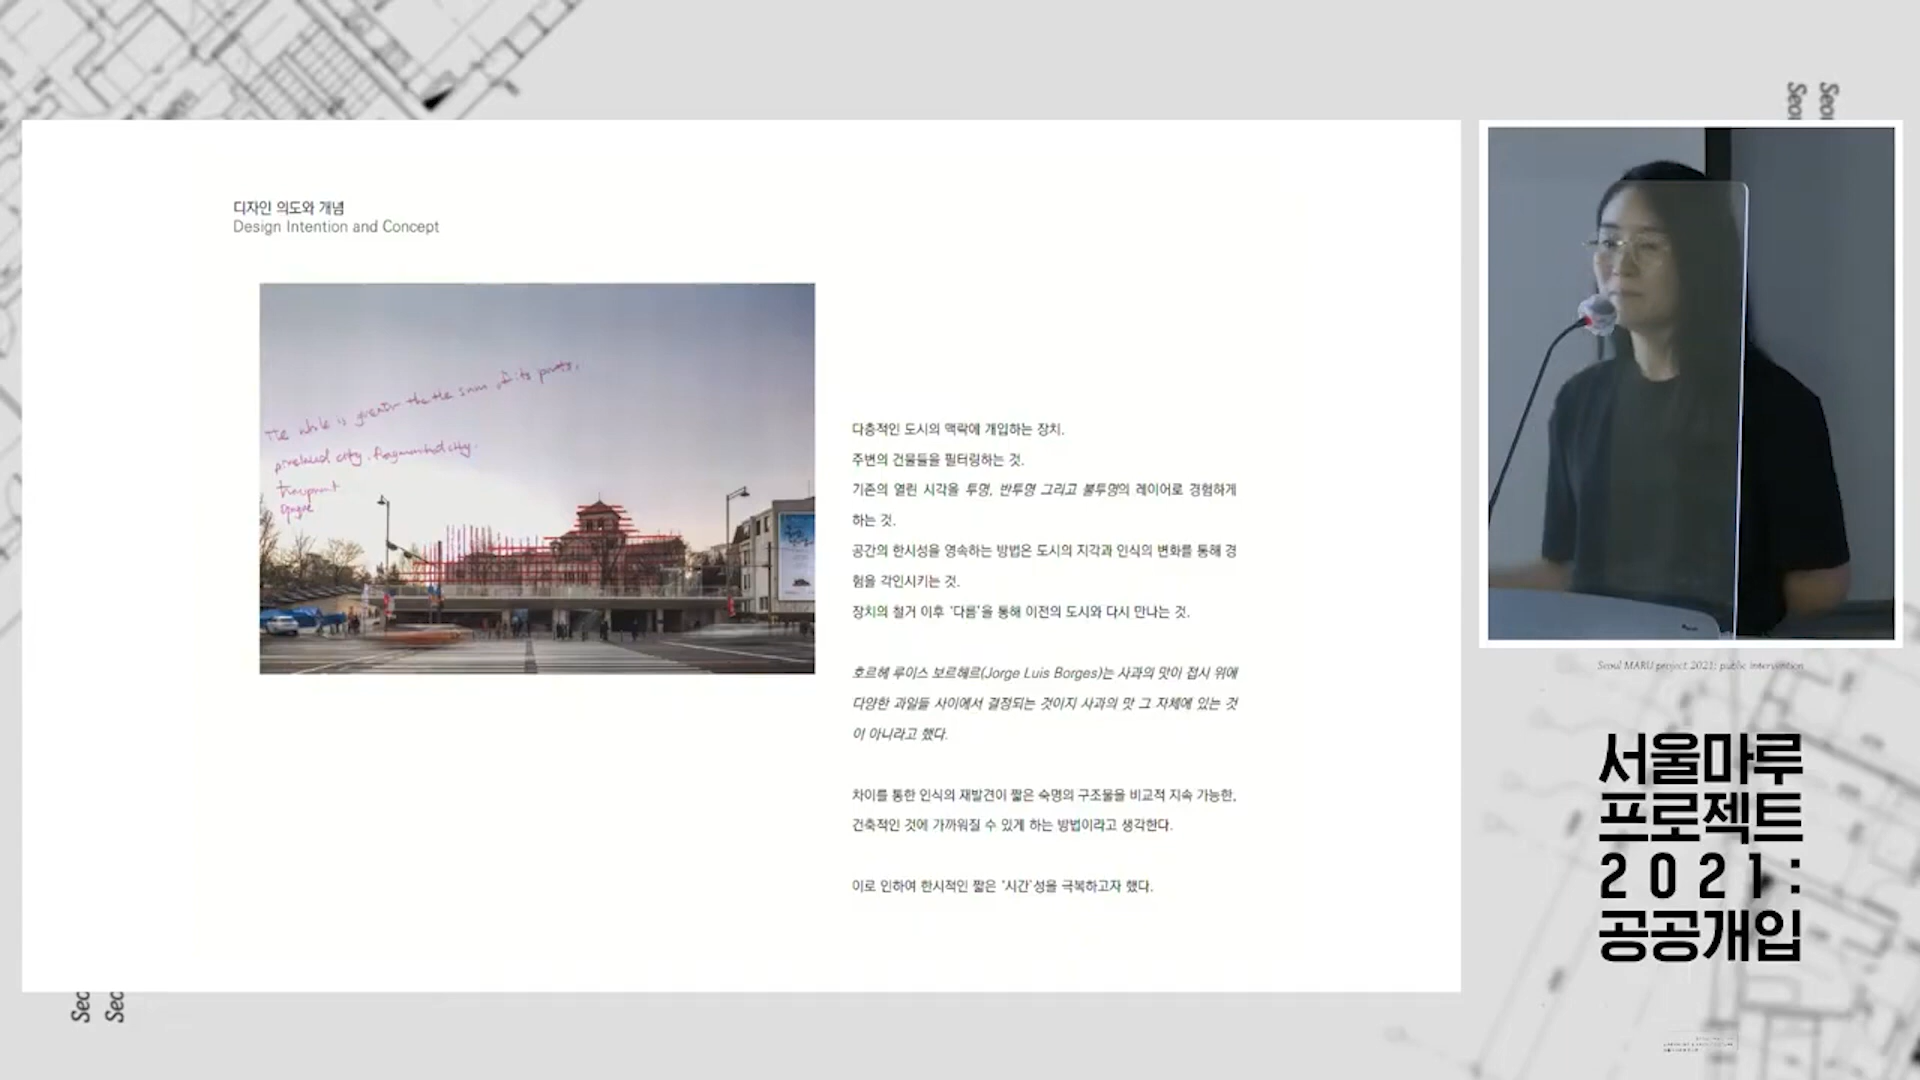 디자인 의도와 개념
Design Intention and Concept
The while is greater the the sum of its parts,
pixelated city. fragmented city.
Opaque
다층적인 도시의 맥락에 개입하는 장치.
주변의 건물들을 필터링하는 것.
기존의 열린 시각을 투명, 반투명 그리고 불투명의 레이어로 경험하게
하는 것.
공간의 한시성을 영속하는 방법은 도시의 지각과 인식의 변화를 통해 경
험을 각인시키는 것.
장치의 철거 이후 '다름'을 통해 이전의 도시와 다시 만나는 것.
호르헤 루이스 보르헤르(Jorge Luis Borges)는 사과의 맛이 접시 위에
다양한 과일들 사이에서 결정되는 것이지 사과의 맛 그 자체에 있는 것
이 아니라고 했다.
차이를 통한 인식의 재발견이 짧은 숙명의 구조물을 비교적 지속 가능한,
건축적인 것에 가까워질 수 있게 하는 방법이라고 생각한다.
이로 인하여 한시적인 짧은 '시간'성을 극복하고자 했다.
Seoul MARU project 2021: public intervention
서울마루
프로젝트
2021:
공공개입